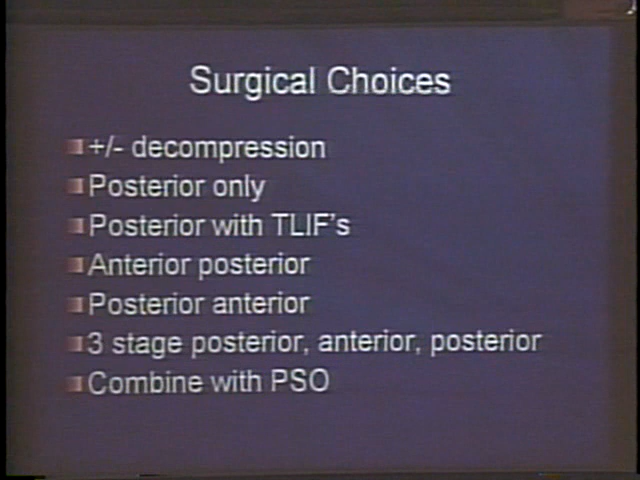 Surgical Choices
+/- decompression
Posterior only
Posterior with TLIF's
Anterior posterior
Posterior anterior
3 stage posterior, anterior, posterior
Combine with PSO